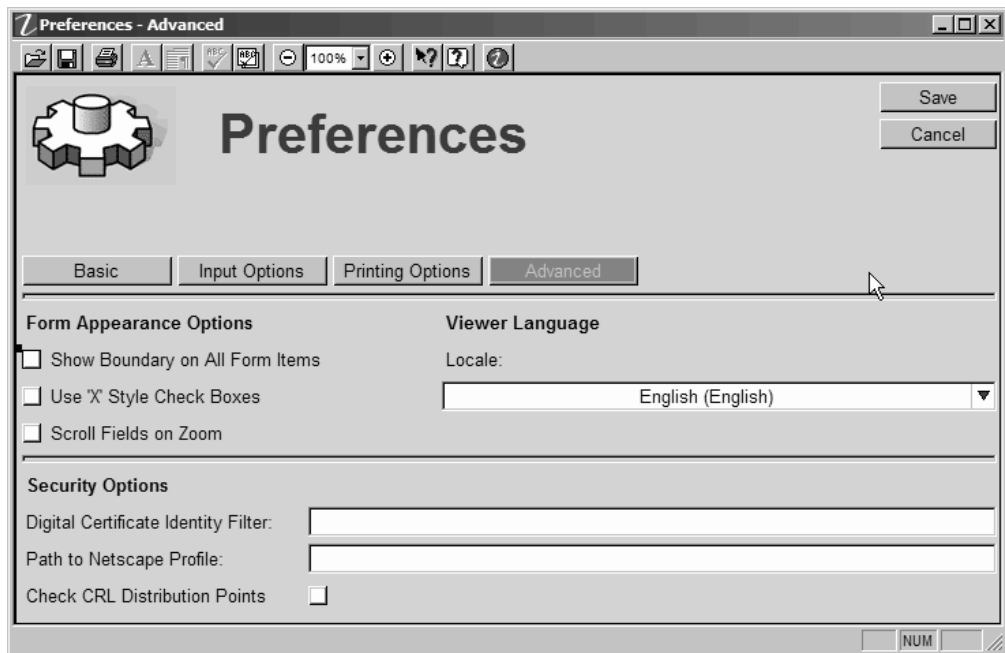 Preferences - Advanced
A ABC ABC 100% ? ? i
Preferences
Save
Cancel
Basic Input Options Printing Options Advanced
Form Appearance Options Viewer Language
Show Boundary on All Form Items Locale:
Use 'X' Style Check Boxes English (English)
Scroll Fields on Zoom
Security Options
Digital Certificate Identity Filter:
Path to Netscape Profile:
Check CRL Distribution Points
NUM